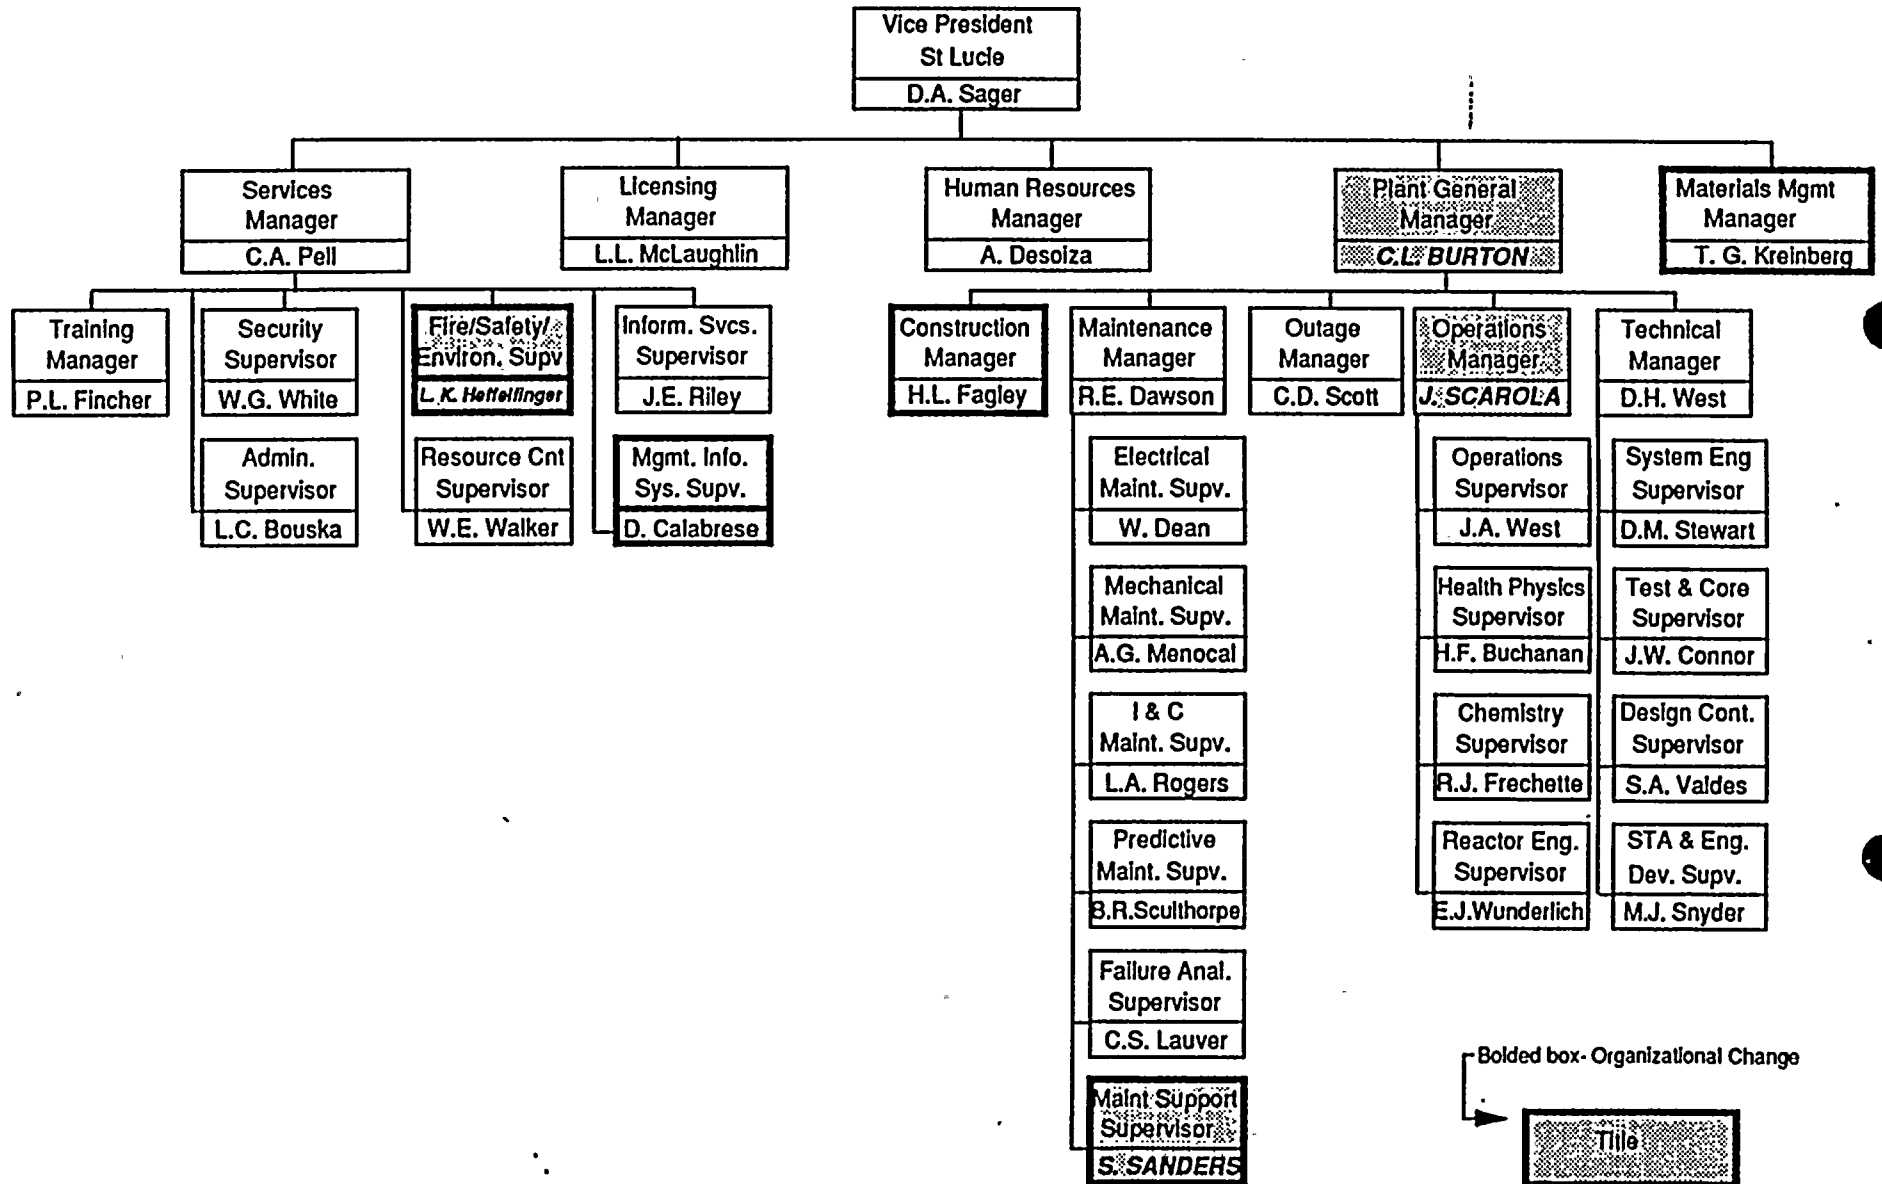 Vice President
St Lucie
D.A. Sager
Services
Manager
C.A. Pell
Licensing
Manager
L.L. McLaughlin
Human Resources
Manager
A. Desoiza
Plant General
Manager
C.L. BURTON
Materials Mgmt
Manager
T. G. Kreinberg
Training
Manager
P.L. Fincher
Security
Supervisor
W.G. White
Fire/Safety/
Environ. Supv
L. K. Heffelfinger
Inform. Svcs.
Supervisor
J.E. Riley
Construction
Manager
H.L. Fagley
Maintenance
Manager
R.E. Dawson
Outage
Manager
C.D. Scott
Operations
Manager
J. SCAROLA
Technical
Manager
D.H. West
Admin.
Supervisor
L.C. Bouska
Resource Cnt
Supervisor
W.E. Walker
Mgmt. Info.
Sys. Supv.
D. Calabrese
Electrical
Maint. Supv.
W. Dean
Operations
Supervisor
J.A. West
System Eng
Supervisor
D.M. Stewart
Mechanical
Maint. Supv.
A.G. Menocal
Health Physics
Supervisor
H.F. Buchanan
Test & Core
Supervisor
J.W. Connor
I & C
Maint. Supv.
L.A. Rogers
Chemistry
Supervisor
R.J. Frechette
Design Cont.
Supervisor
S.A. Valdes
Predictive
Maint. Supv.
B.R.Sculthorpe
Reactor Eng.
Supervisor
E.J.Wunderlich
STA & Eng.
Dev. Supv.
M.J. Snyder
Failure Anal.
Supervisor
C.S. Lauver
Maint Support
Supervisor
S. SANDERS
Bolded box- Organizational Change
Title